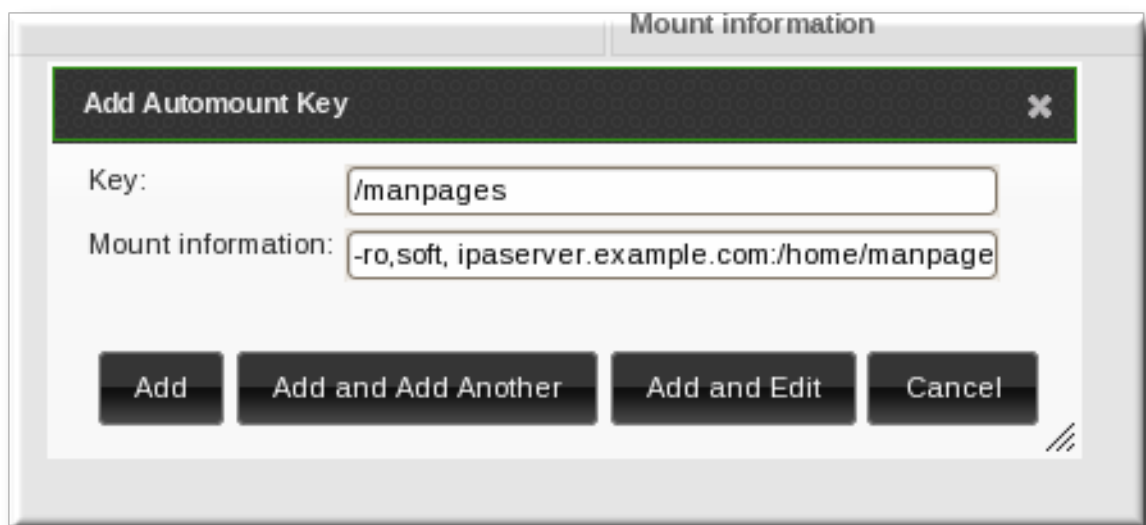 Mount information
Add Automount Key
Key:
/manpages
Mount information:
-ro,soft, ipaserver.example.com:/home/manpage
Add
Add and Add Another
Add and Edit
Cancel